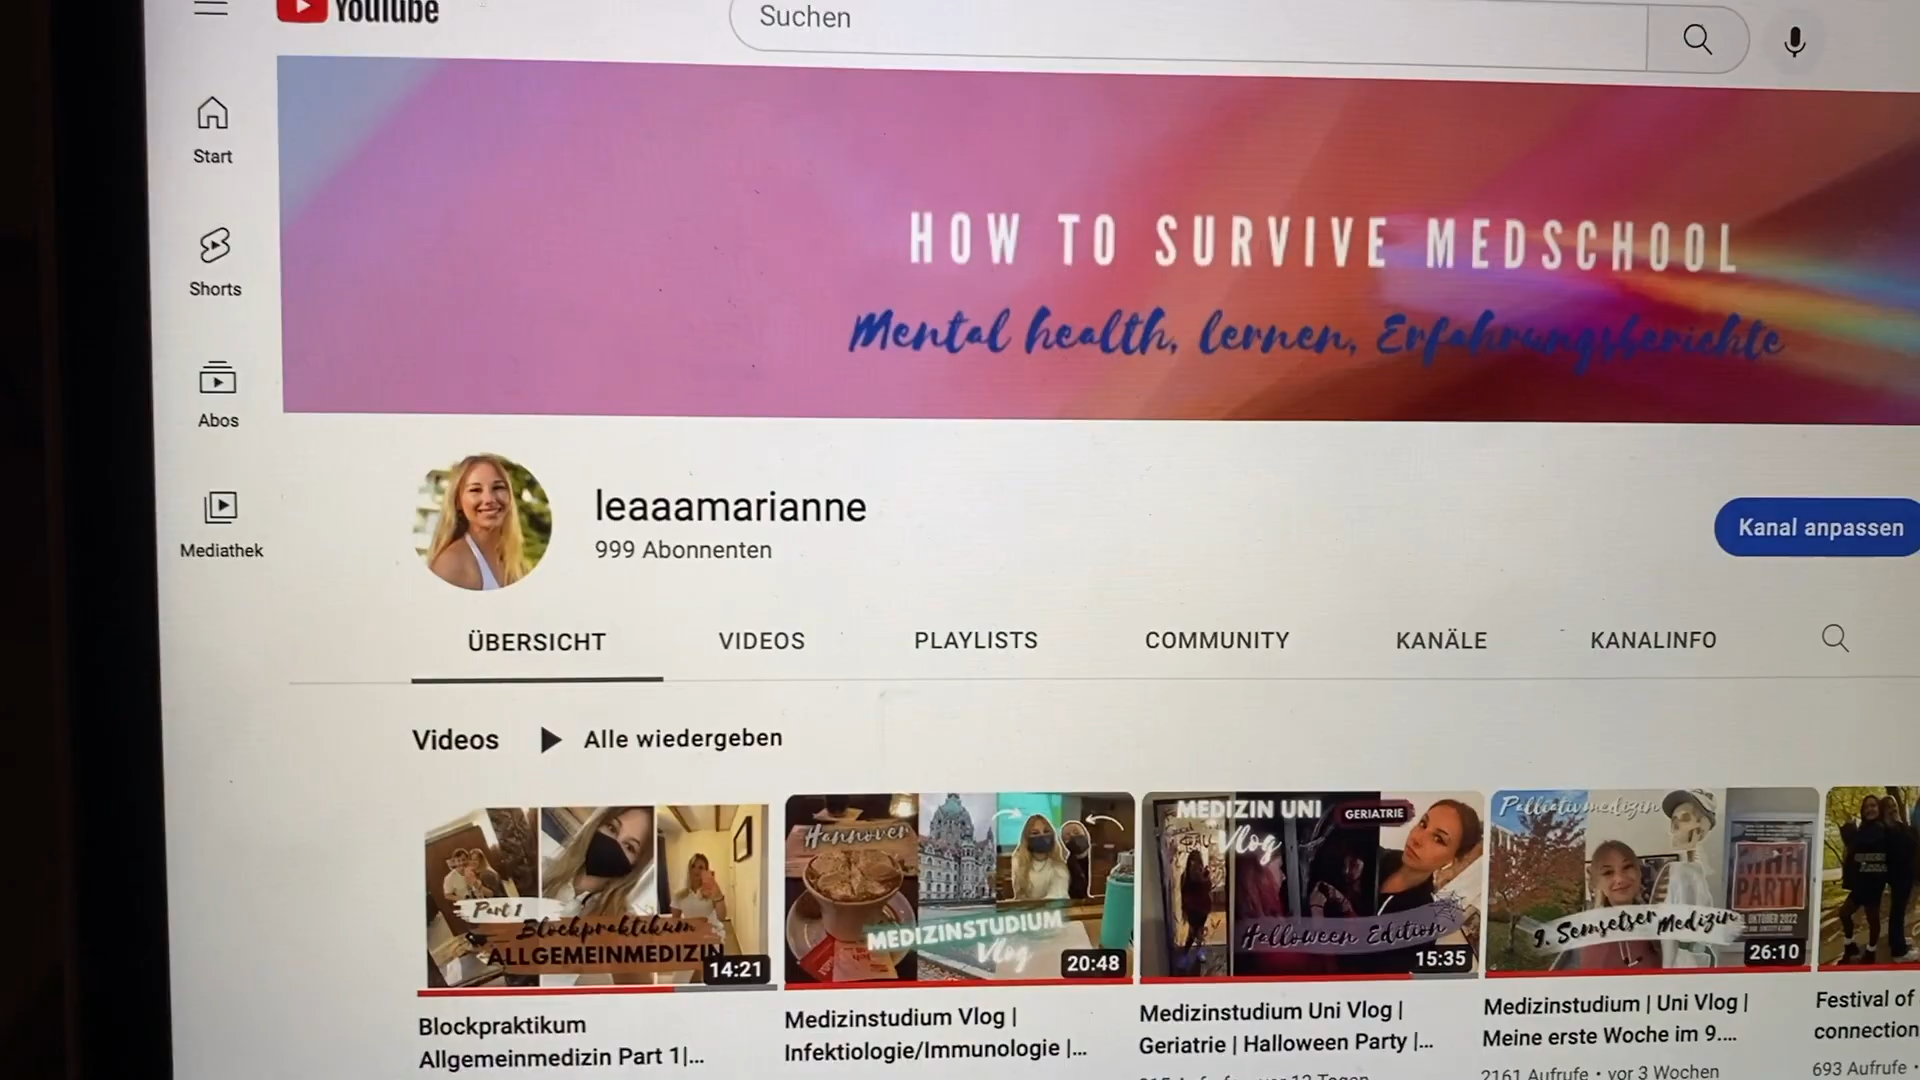 YouTube
Suchen
Start
Shorts
Abos
Mediathek
HOW TO SURVIVE MEDSCHOOL
Mental health, lernen, Erfahrungsberichte
leaaamarianne
999 Abonnenten
Kanal anpassen
ÜBERSICHT VIDEOS PLAYLISTS COMMUNITY KANÄLE KANALINFO
Videos Alle wiedergeben
Part 1
Blockpraktikum
ALLGEMEINMEDIZIN
14:21
Hannover
MEDIZINSTUDIUM
Vlog
20:48
MEDIZIN UNI
Vlog
GERIATRIE
Halloween Edition
15:35
Palliativmedizin
9. Semsetser Medizin
PARTY
OKTOBER 2022
26:10
Blockpraktikum
Allgemeinmedizin Part 1|...
Medizinstudium Vlog |
Infektiologie/Immunologie |...
Medizinstudium Uni Vlog |
Geriatrie | Halloween Party |...
Medizinstudium | Uni Vlog |
Meine erste Woche im 9....
2161 Aufrufe • vor 3 Wochen
Festival of
connection
693 Aufrufe •